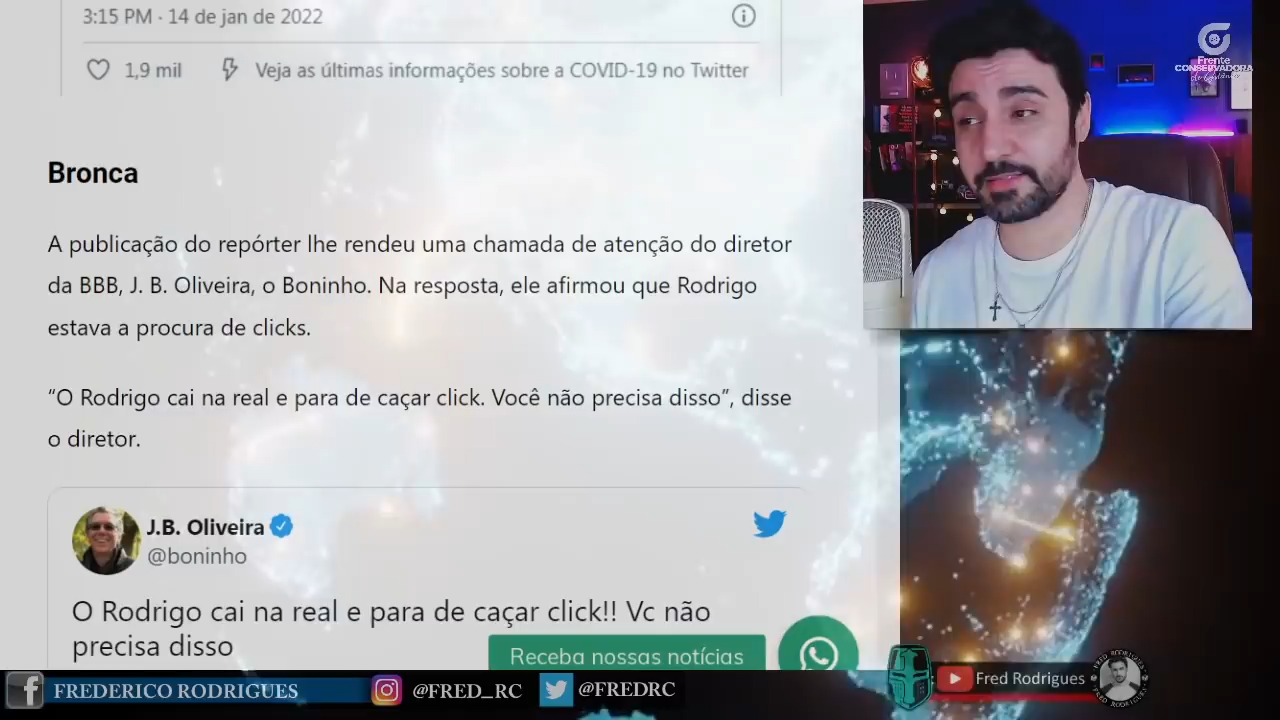 3:15 PM · 14 de jan de 2022
1,9 mil
Veja as últimas informações sobre a COVID-19 no Twitter
Frente
CONSERVADORA
Bronca
A publicação do repórter lhe rendeu uma chamada de atenção do diretor
da BBB, J. B. Oliveira, o Boninho. Na resposta, ele afirmou que Rodrigo
estava a procura de clicks.
“O Rodrigo cai na real e para de caçar click. Você não precisa disso”, disse
o diretor.
J.B. Oliveira
@boninho
O Rodrigo cai na real e para de caçar click!! Vc não
precisa disso
Receba nossas notícias
FREDERICO RODRIGUES
@FRED_RC
@FREDRC
Fred Rodrigues
FRED RODRIGUES
FRED RODRIGUES